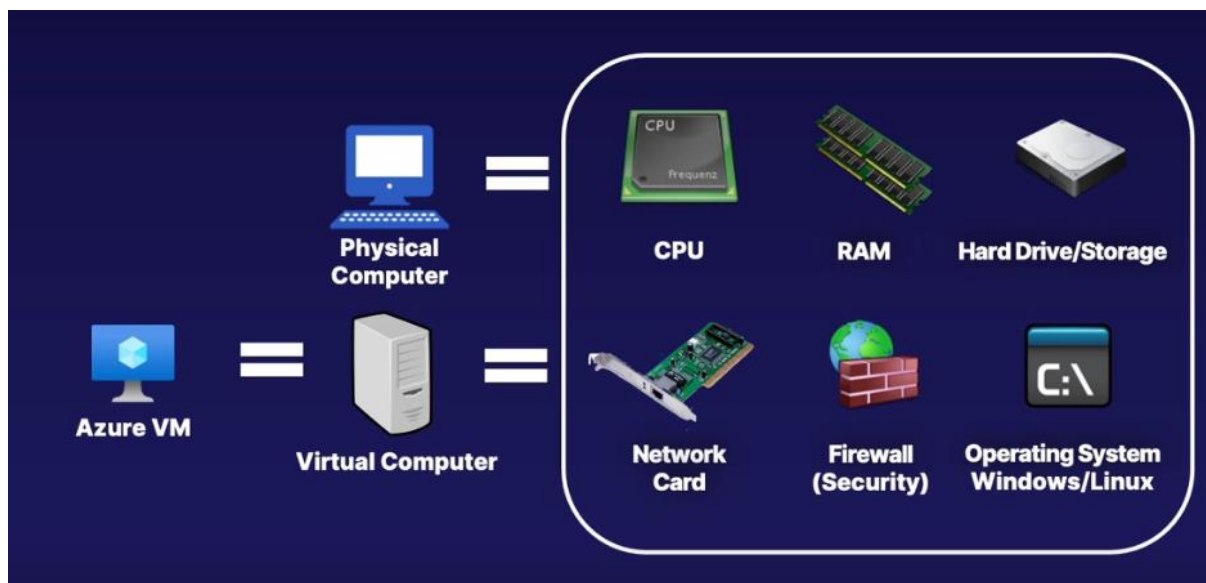 CPU
Frequenz
Physical
Computer
CPU
RAM
Hard Drive/Storage
Azure VM
Virtual Computer
C:\
Network
Card
Firewall
(Security)
Operating System
Windows/Linux